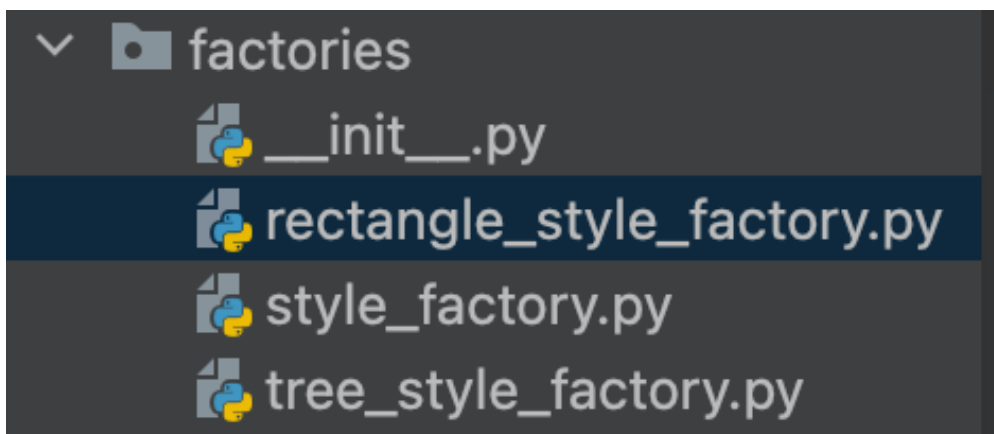 factories
__init__.py
rectangle_style_factory.py
style_factory.py
tree_style_factory.py